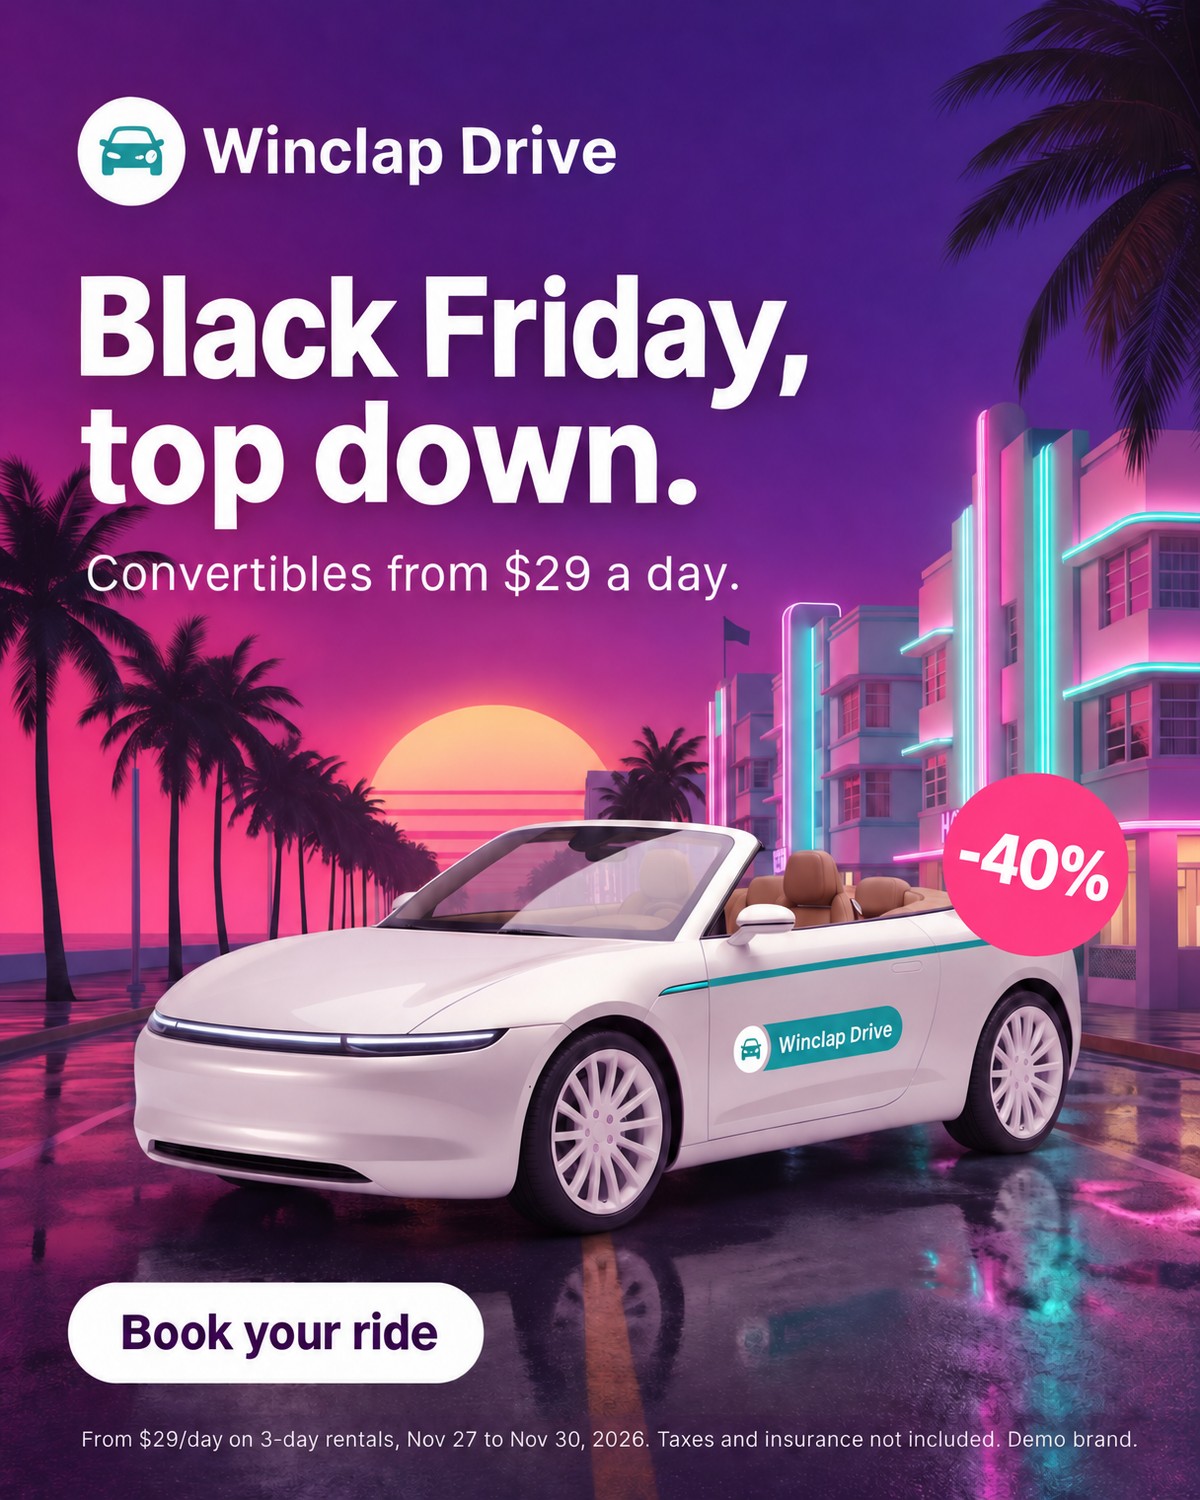 Winclap Drive
Black Friday,
top down.
Convertibles from $29 a day.
-40%
Winclap Drive
Book your ride
From $29/day on 3-day rentals, Nov 27 to Nov 30, 2026. Taxes and insurance not included. Demo brand.